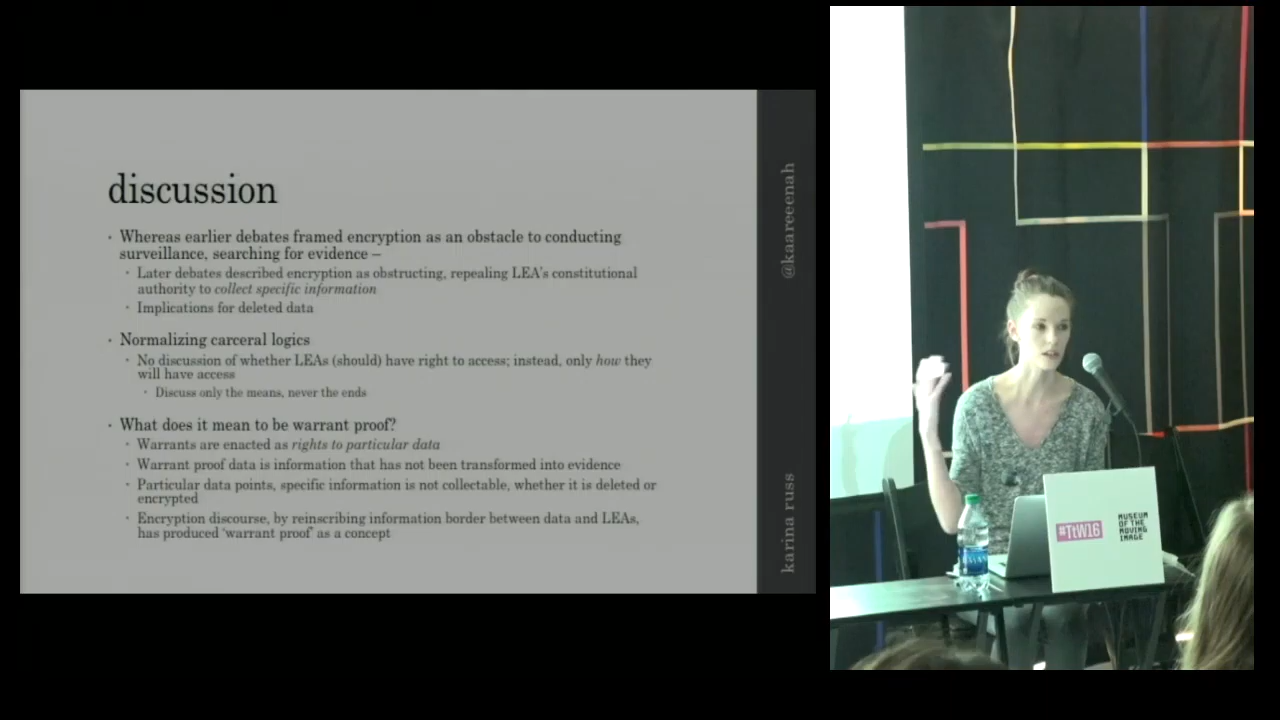 discussion
• Whereas earlier debates framed encryption as an obstacle to conducting
surveillance, searching for evidence –
• Later debates described encryption as obstructing, repealing LEA's constitutional
authority to collect specific information
• Implications for deleted data
• Normalizing carceral logics
• No discussion of whether LEAs (should) have right to access; instead, only how they
will have access
• Discuss only the means, never the ends
• What does it mean to be warrant proof?
• Warrants are enacted as rights to particular data
• Warrant proof data is information that has not been transformed into evidence
• Particular data points, specific information is not collectable, whether it is deleted or
encrypted
• Encryption discourse, by reinscribing information border between data and LEAs,
has produced 'warrant proof' as a concept
@kaareeenah
karina russ
#TtW16
MUSEUM
OF THE
MOVING
IMAGE